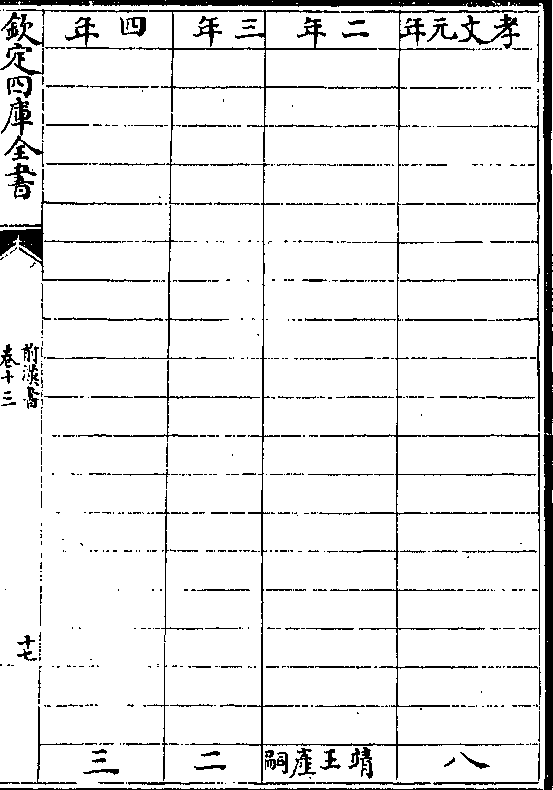 孝文元年
八
二年
靖王產嗣
三年
二
四年
三
欽定四庫全書
前漢書
卷十三
十七